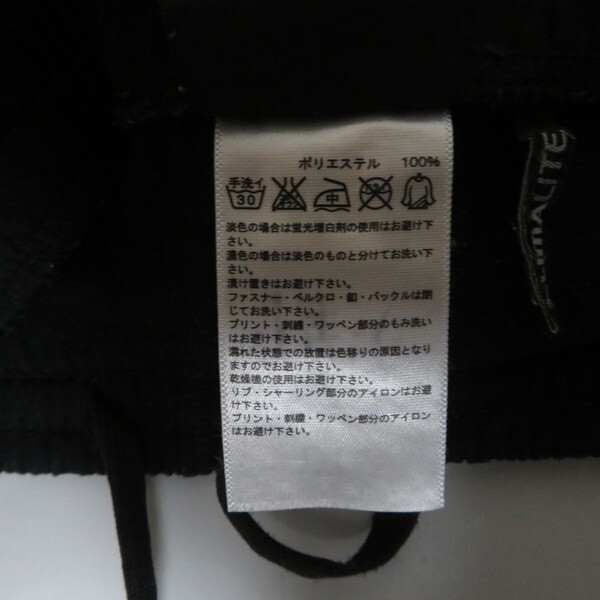 ポリエステル 100%
手洗イ
30 中
淡色の場合は蛍光増白剤の使用はお避け下
さい。
濃色の場合は淡色のものと分けてお洗い下
さい。
漬け置きはお避け下さい。
ファスナー・ベルクロ・釦・バックルは閉
じてお洗い下さい。
プリント・刺繍・ワッペン部分のもみ洗い
はお避け下さい。
濡れた状態での放置は色移りの原因となり
ますのでお避け下さい。
乾燥機の使用はお避け下さい。
リブ・シャーリング部分のアイロンはお避
け下さい。
プリント・刺繍・ワッペン部分のアイロン
はお避け下さい。
climaLITE